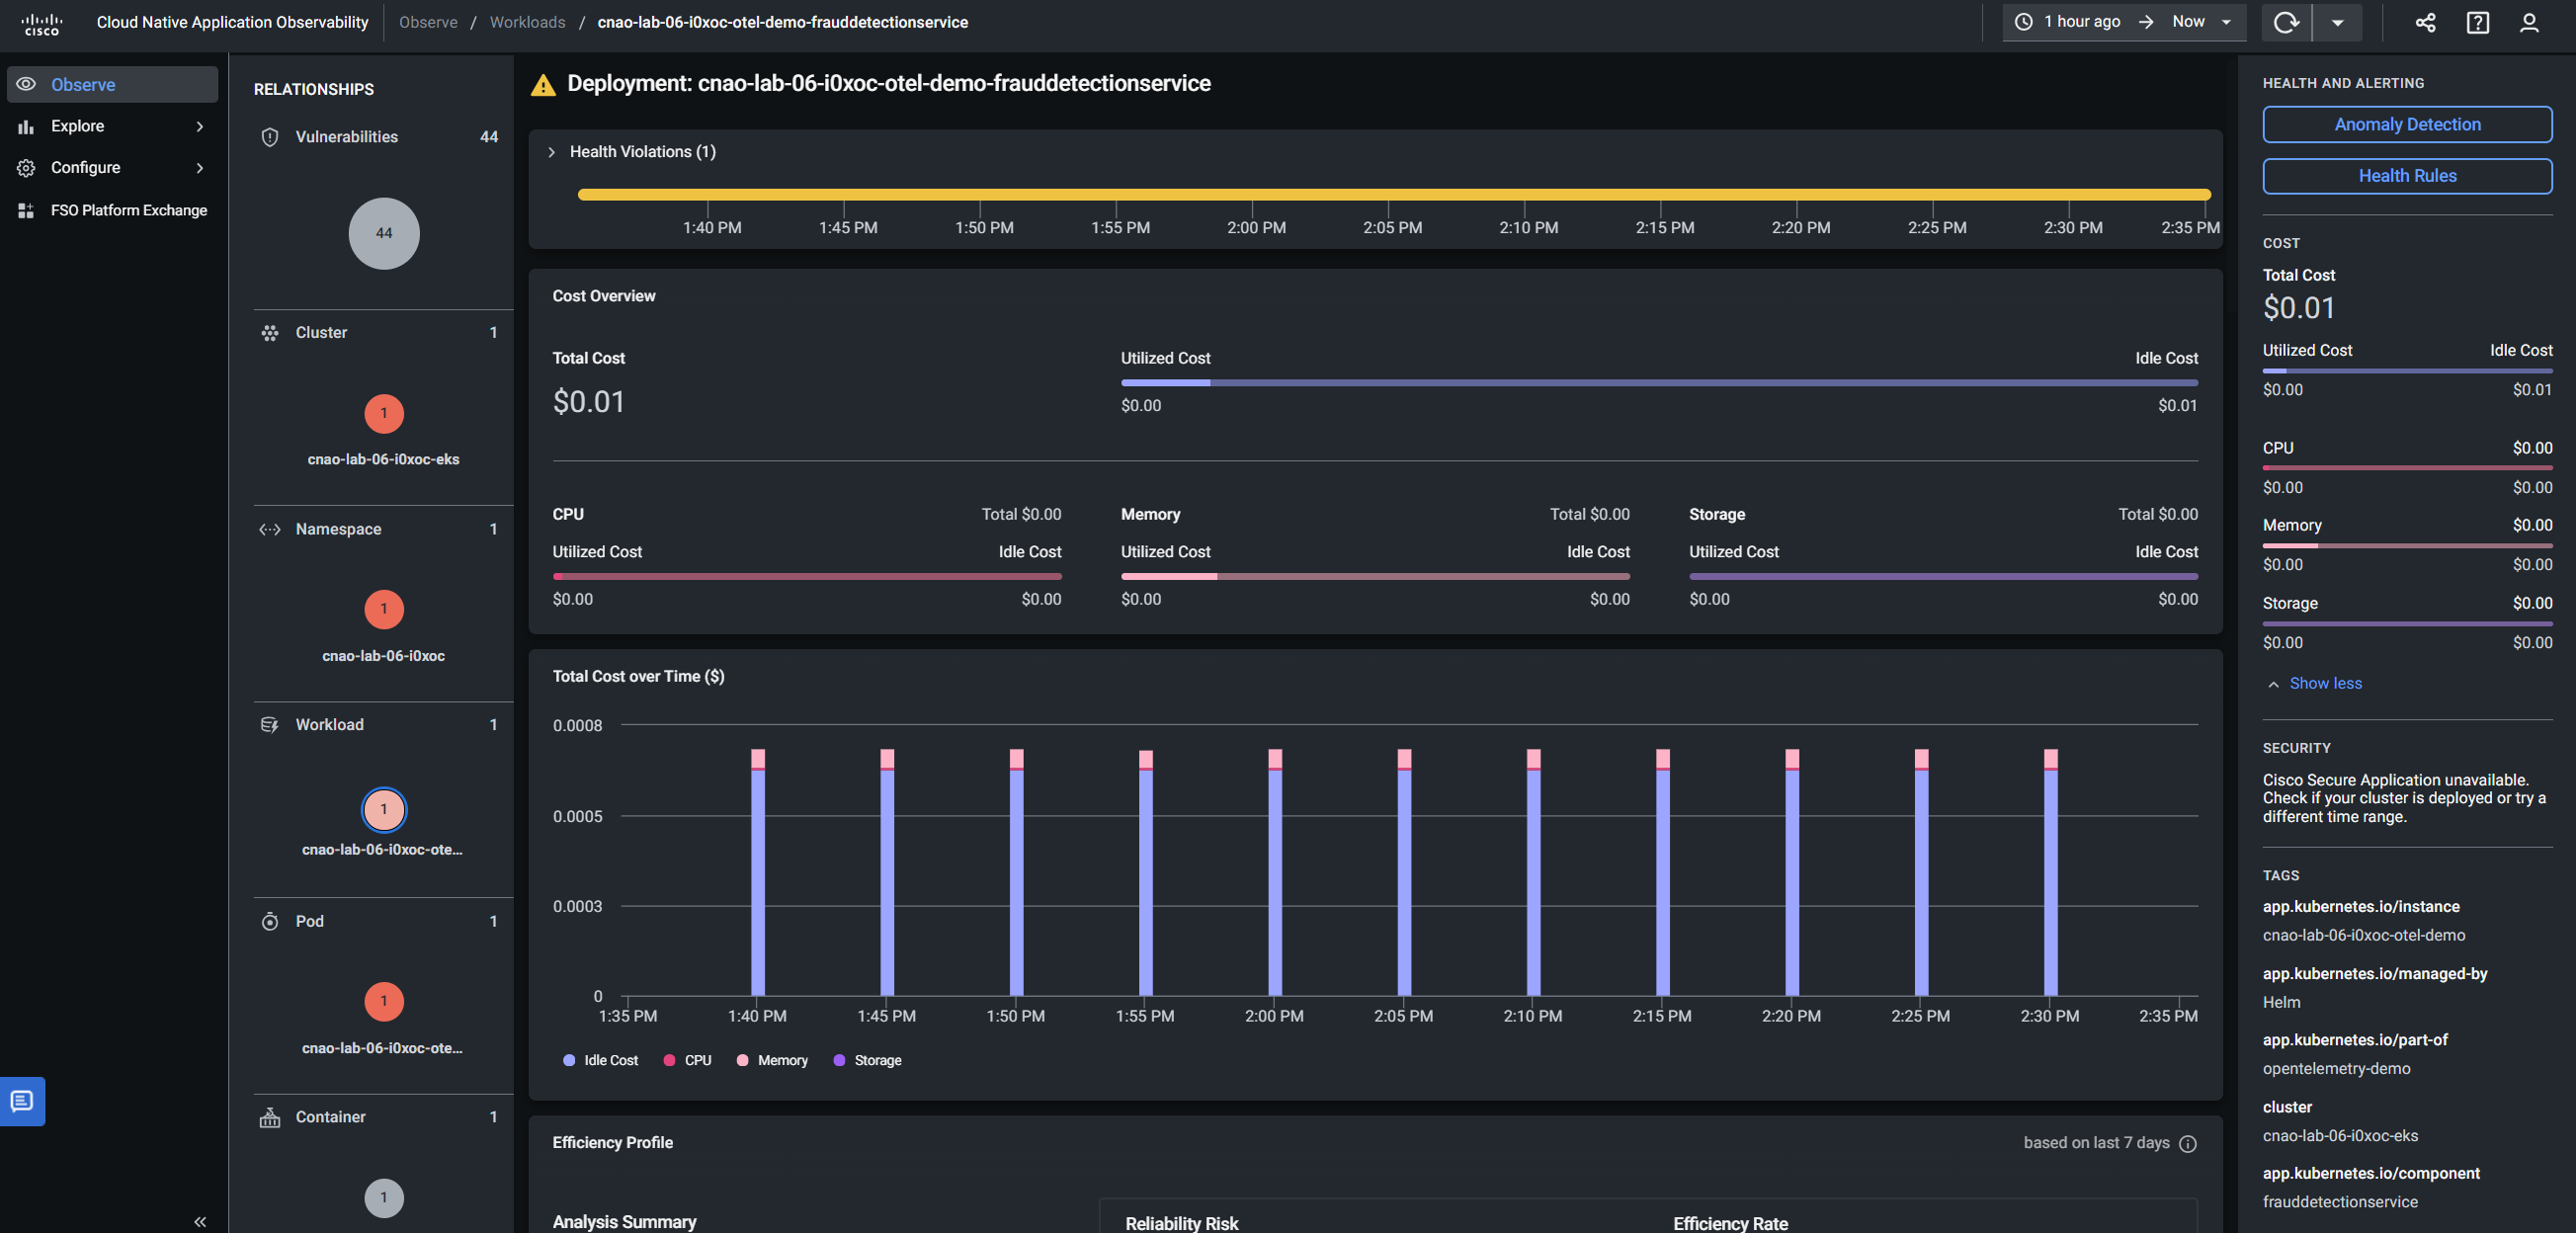 cisco
Cloud Native Application Observability
Observe / Workloads / cnao-lab-06-i0xoc-otel-demo-frauddetectionservice
1 hour ago → Now
Observe
Explore
Configure
FSO Platform Exchange
RELATIONSHIPS
Vulnerabilities 44
44
Cluster 1
1
cnao-lab-06-i0xoc-eks
Namespace 1
1
cnao-lab-06-i0xoc
Workload 1
1
cnao-lab-06-i0xoc-ote...
Pod 1
1
cnao-lab-06-i0xoc-ote...
Container 1
1
Deployment: cnao-lab-06-i0xoc-otel-demo-frauddetectionservice
Health Violations (1)
1:40 PM 1:45 PM 1:50 PM 1:55 PM 2:00 PM 2:05 PM 2:10 PM 2:15 PM 2:20 PM 2:25 PM 2:30 PM 2:35 PM
Cost Overview
Total Cost
$0.01
Utilized Cost Idle Cost
$0.00 $0.01
CPU Total $0.00
Utilized Cost Idle Cost
$0.00 $0.00
Memory Total $0.00
Utilized Cost Idle Cost
$0.00 $0.00
Storage Total $0.00
Utilized Cost Idle Cost
$0.00 $0.00
Total Cost over Time ($)
0.0008
0.0005
0.0003
0
1:35 PM 1:40 PM 1:45 PM 1:50 PM 1:55 PM 2:00 PM 2:05 PM 2:10 PM 2:15 PM 2:20 PM 2:25 PM 2:30 PM 2:35 PM
Idle Cost CPU Memory Storage
Efficiency Profile
based on last 7 days
Analysis Summary
Reliability Risk
Efficiency Rate
HEALTH AND ALERTING
Anomaly Detection
Health Rules
COST
Total Cost
$0.01
Utilized Cost Idle Cost
$0.00 $0.01
CPU $0.00
$0.00 $0.00
Memory $0.00
$0.00 $0.00
Storage $0.00
$0.00 $0.00
Show less
SECURITY
Cisco Secure Application unavailable.
Check if your cluster is deployed or try a
different time range.
TAGS
app.kubernetes.io/instance
cnao-lab-06-i0xoc-otel-demo
app.kubernetes.io/managed-by
Helm
app.kubernetes.io/part-of
opentelemetry-demo
cluster
cnao-lab-06-i0xoc-eks
app.kubernetes.io/component
frauddetectionservice